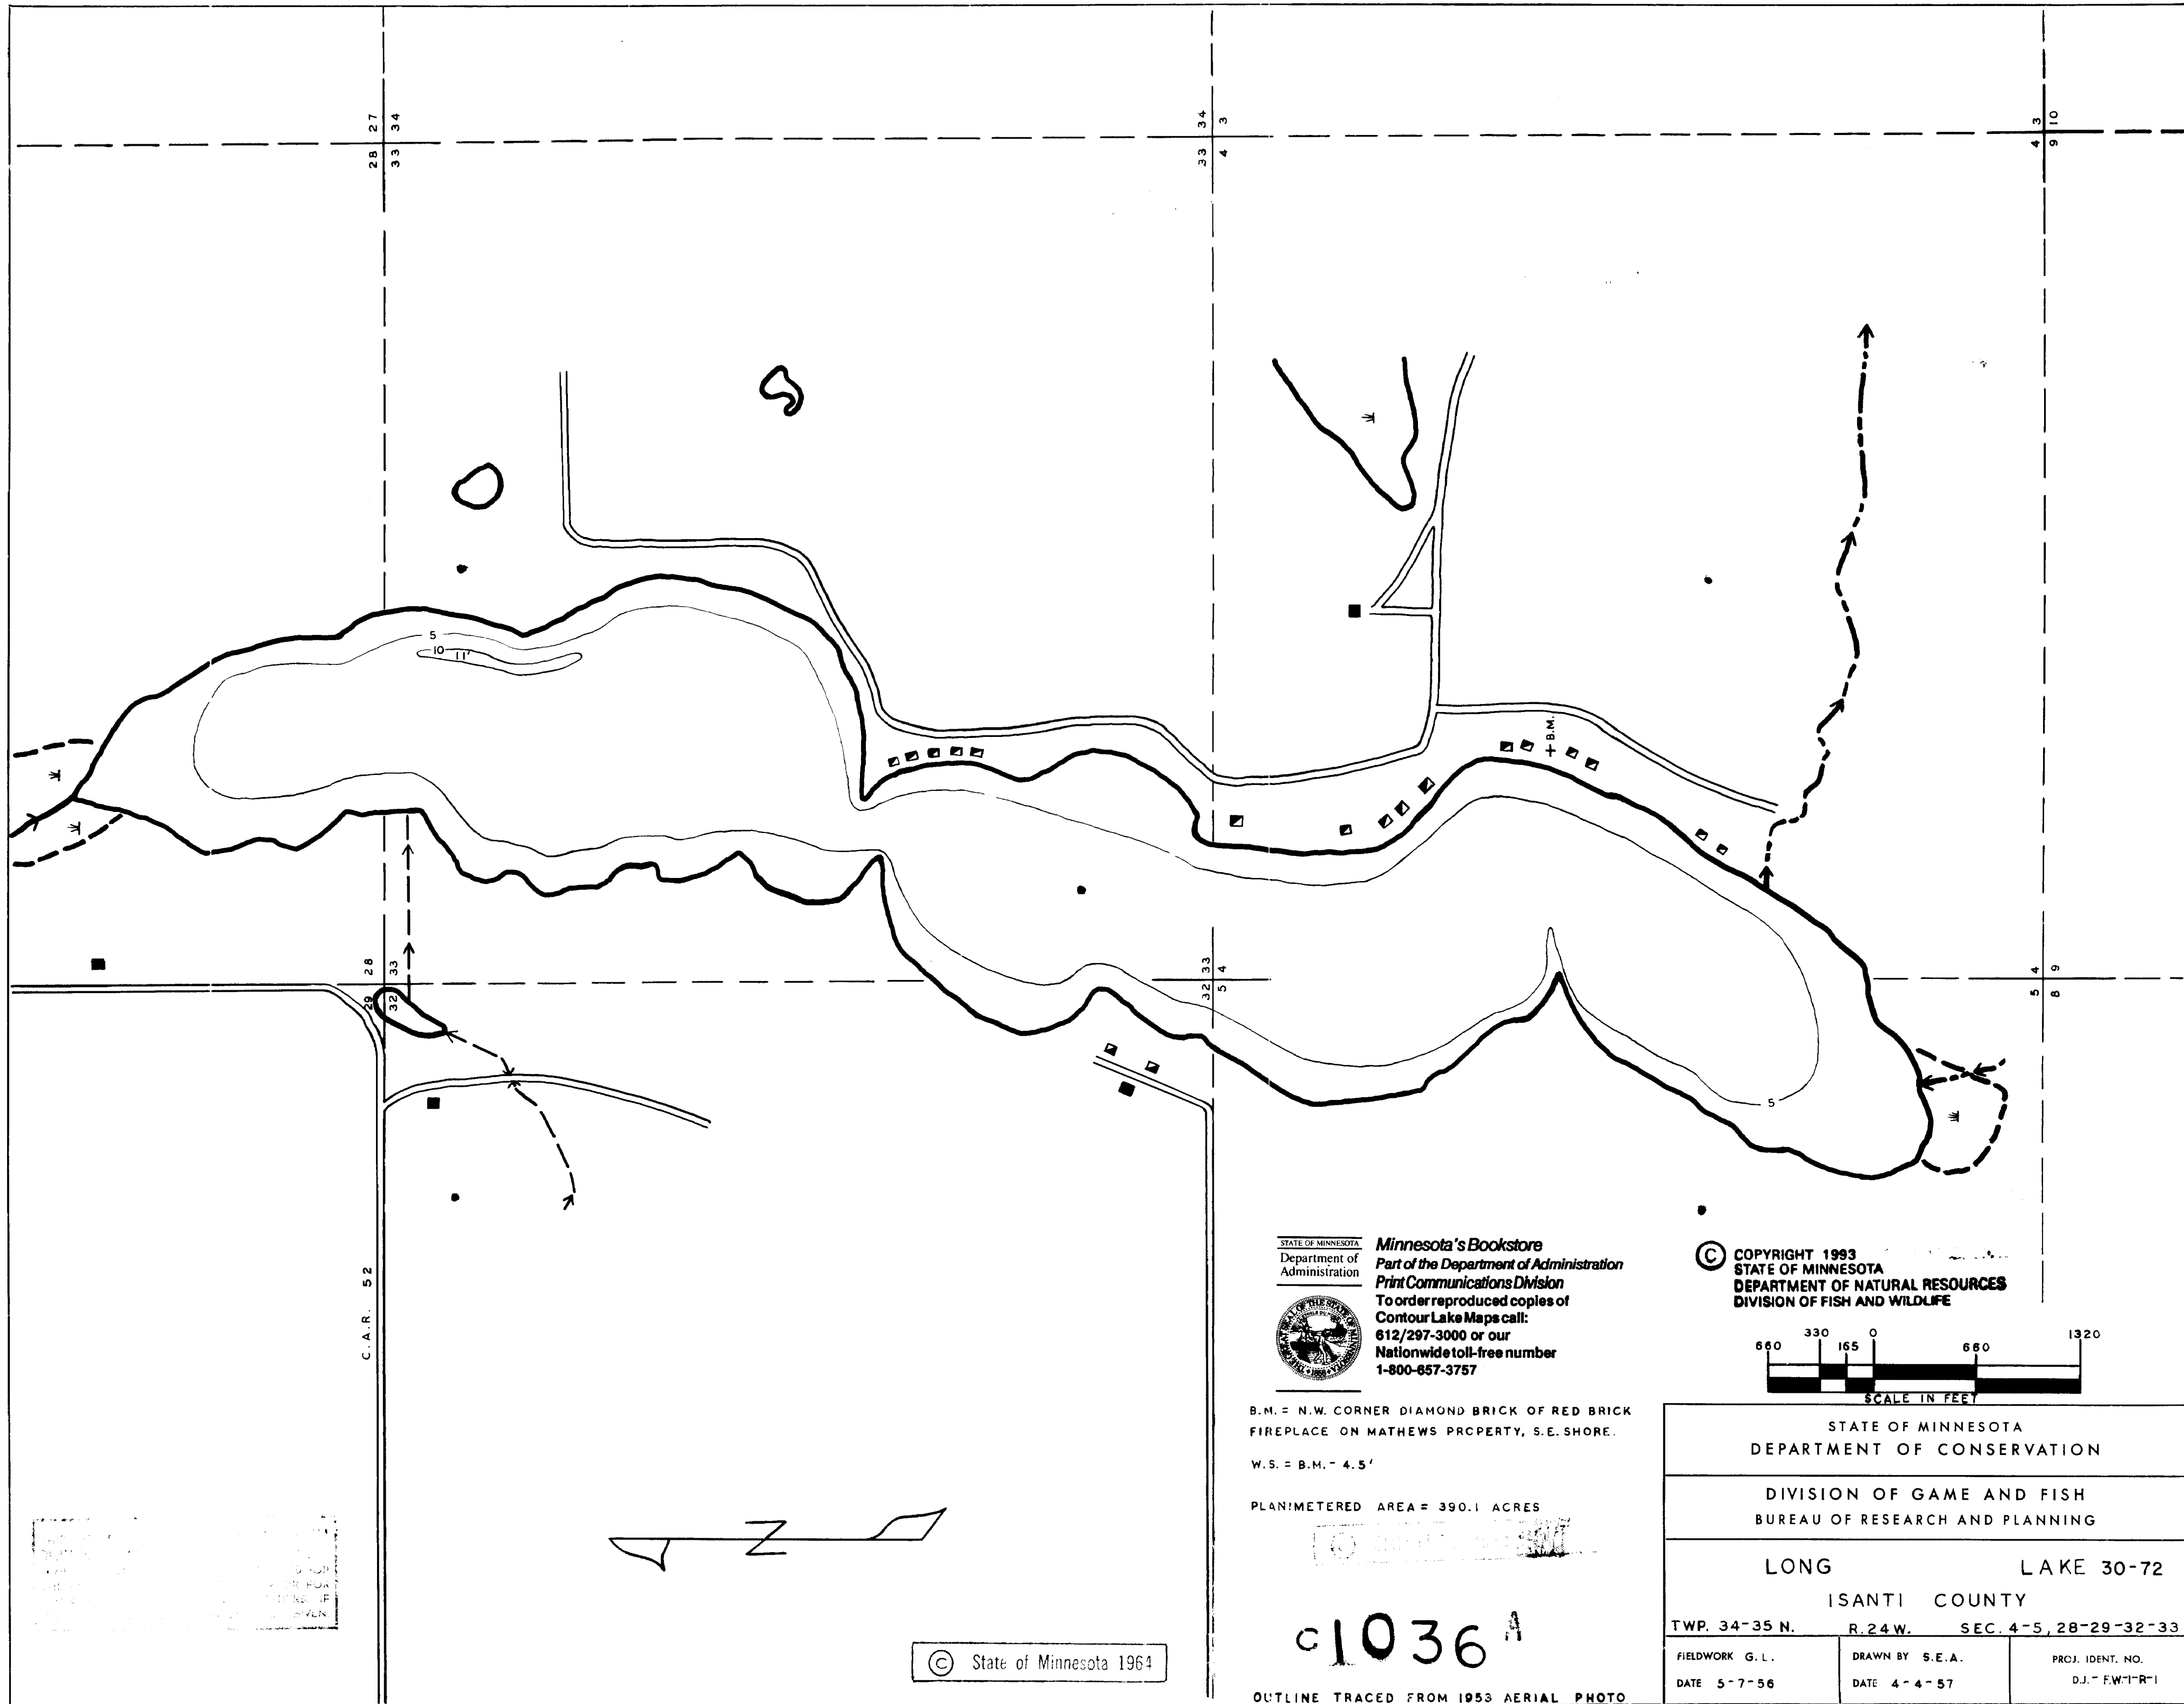 27
34
28
33
34
3
33
4
3
10
4
9
5
10
11'
B.M.
28
33
29
32
33
4
32
5
4
9
5
8
5
C.A.R. 52
STATE OF MINNESOTA
Department of
Administration
Minnesota's Bookstore
Part of the Department of Administration
Print Communications Division
To order reproduced copies of
Contour Lake Maps call:
612/297-3000 or our
Nationwide toll-free number
1-800-657-3757
© COPYRIGHT 1993
STATE OF MINNESOTA
DEPARTMENT OF NATURAL RESOURCES
DIVISION OF FISH AND WILDLIFE
660 330 165 0 660 1320
SCALE IN FEET
B.M. = N.W. CORNER DIAMOND BRICK OF RED BRICK
FIREPLACE ON MATHEWS PROPERTY, S.E. SHORE.
W.S. = B.M. - 4.5'
PLANIMETERED AREA = 390.1 ACRES
N
C1036A
OUTLINE TRACED FROM 1953 AERIAL PHOTO
© State of Minnesota 1964
STATE OF MINNESOTA
DEPARTMENT OF CONSERVATION
DIVISION OF GAME AND FISH
BUREAU OF RESEARCH AND PLANNING
LONG LAKE 30-72
ISANTI COUNTY
TWP. 34-35 N. R. 24 W. SEC. 4-5, 28-29-32-33
FIELDWORK G. L.
DATE 5-7-56
DRAWN BY S.E.A.
DATE 4-4-57
PROJ. IDENT. NO.
D.J.- F.W.-1-R-1